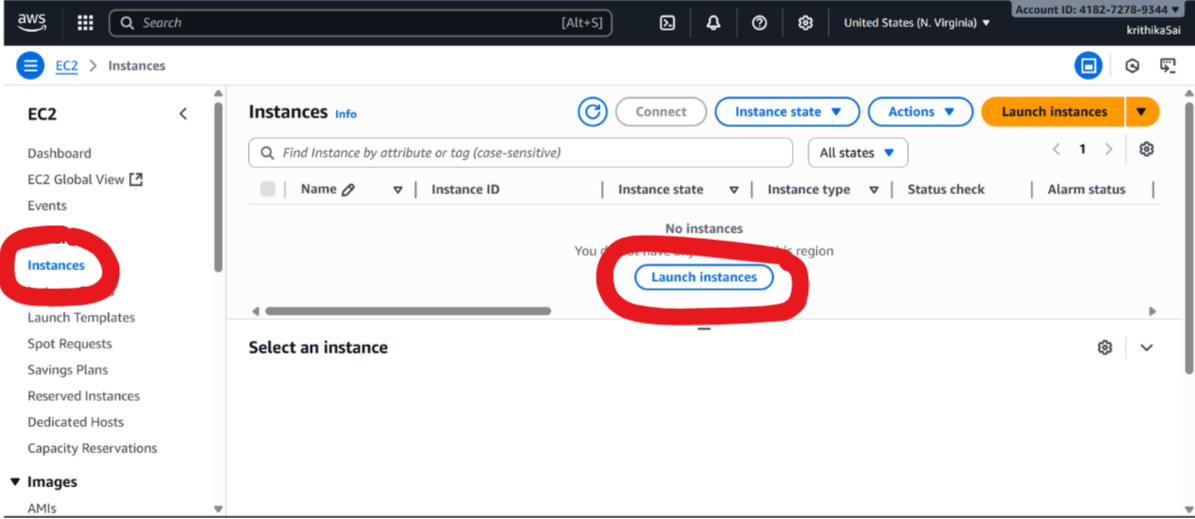 aws
Search [Alt+S]
United States (N. Virginia)
Account ID: 4182-7278-9344
krithikaSai
EC2 > Instances
EC2
Dashboard
EC2 Global View
Events
Instances
Launch Templates
Spot Requests
Savings Plans
Reserved Instances
Dedicated Hosts
Capacity Reservations
Images
AMIs
Instances Info
Connect
Instance state
Actions
Launch instances
Find Instance by attribute or tag (case-sensitive)
All states
1
Name Instance ID Instance state Instance type Status check Alarm status
No instances
You region
Launch instances
Select an instance